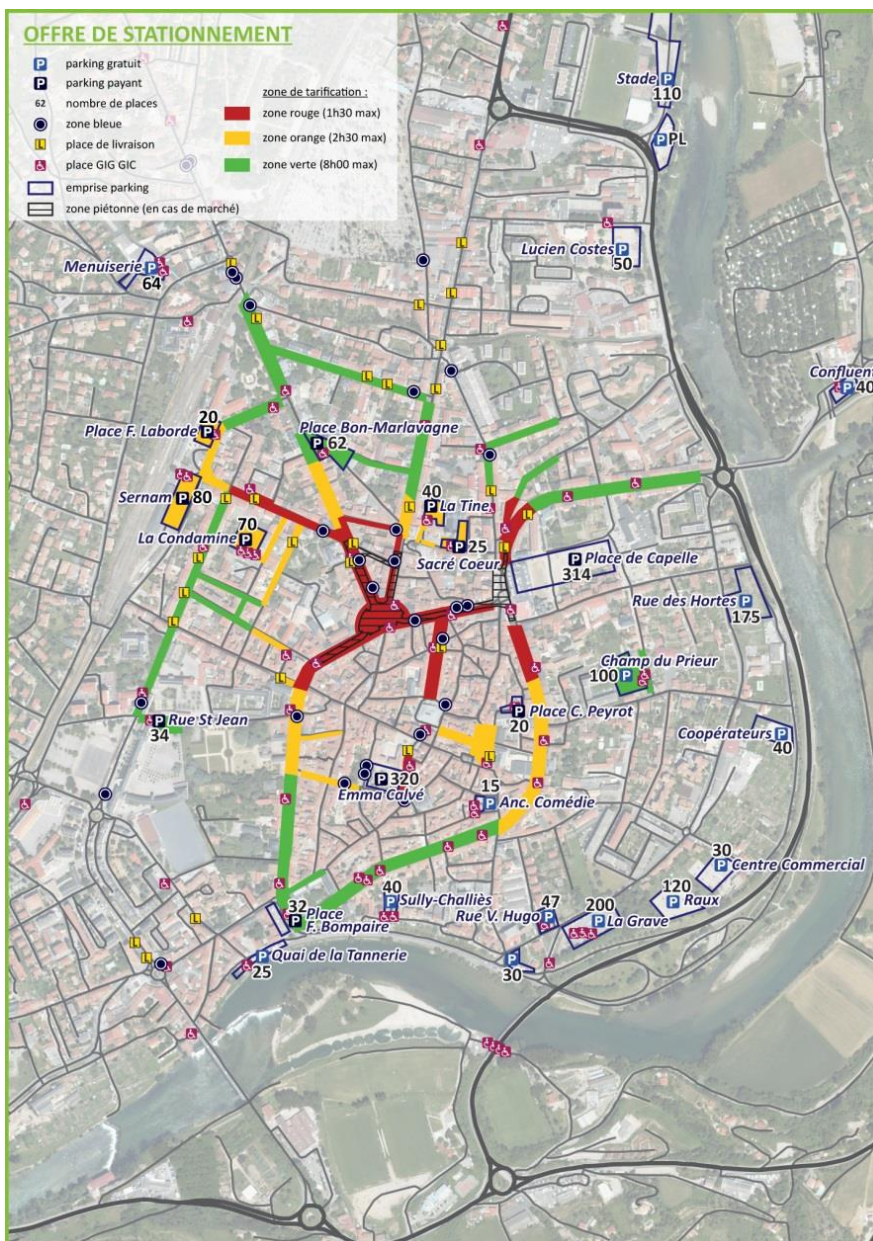 OFFRE DE STATIONNEMENT
P parking gratuit
P parking payant
62 nombre de places
zone bleue
L place de livraison
place GIG GIC
emprise parking
zone piétonne (en cas de marché)
zone de tarification :
zone rouge (1h30 max)
zone orange (2h30 max)
zone verte (8h00 max)
Stade
110
PL
Lucien Costes
50
Menuiserie
64
Confluent
40
Place F. Laborde
20
Place Bon-Marlavagne
62
Sernam
80
La Condamine
70
La Tine
40
Sacré Coeur
25
Place de Capelle
314
Rue des Hortes
175
Champ du Prieur
100
Rue St Jean
34
Place C. Peyrot
20
Coopérateurs
40
Emma Calvé
320
Anc. Comédie
15
Centre Commercial
30
Sully-Challiès
40
Rue V. Hugo
47
La Grave
200
Raux
120
Place
F. Bompaire
32
Quai de la Tannerie
25
30